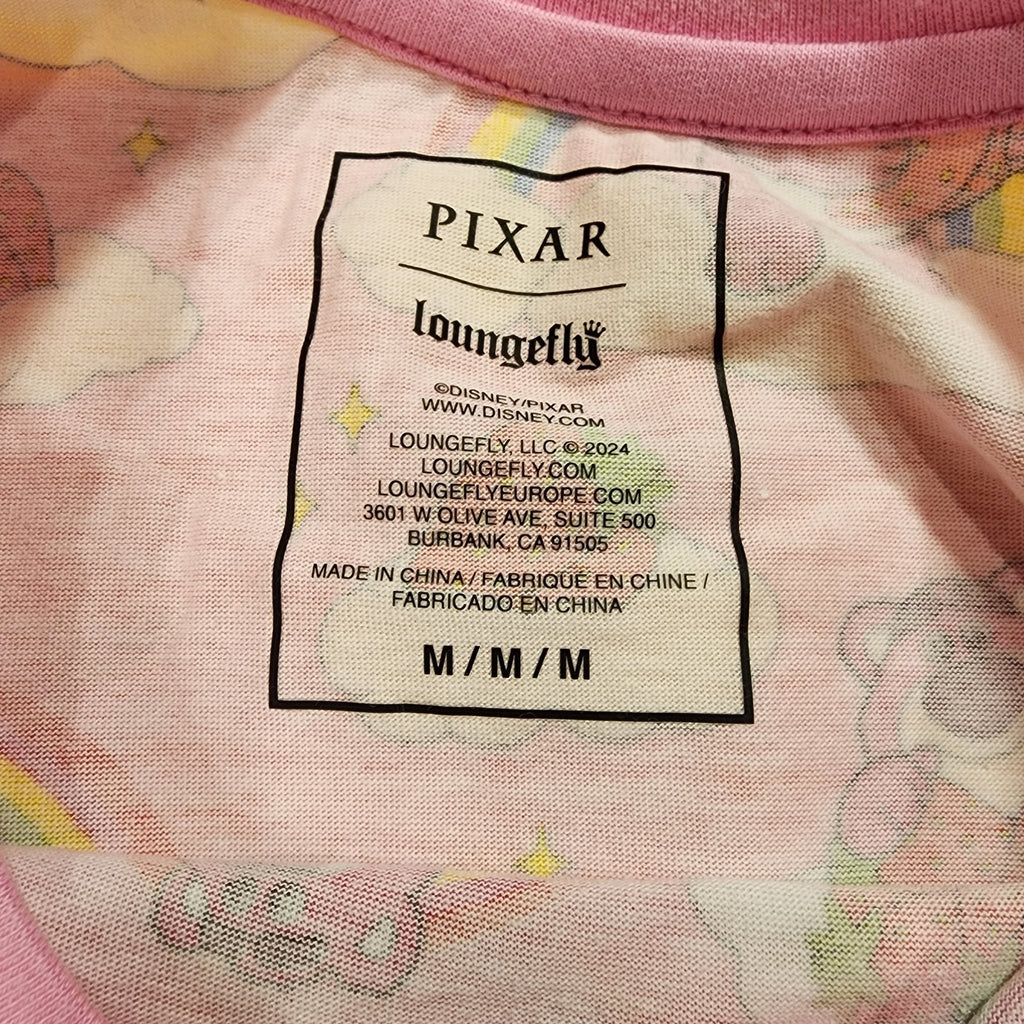 PIXAR
loungefly
©DISNEY/PIXAR
WWW.DISNEY.COM
LOUNGEFLY, LLC © 2024
LOUNGEFLY.COM
LOUNGEFLYEUROPE.COM
3601 W OLIVE AVE, SUITE 500
BURBANK, CA 91505
MADE IN CHINA / FABRIQUÉ EN CHINE /
FABRICADO EN CHINA
M / M / M